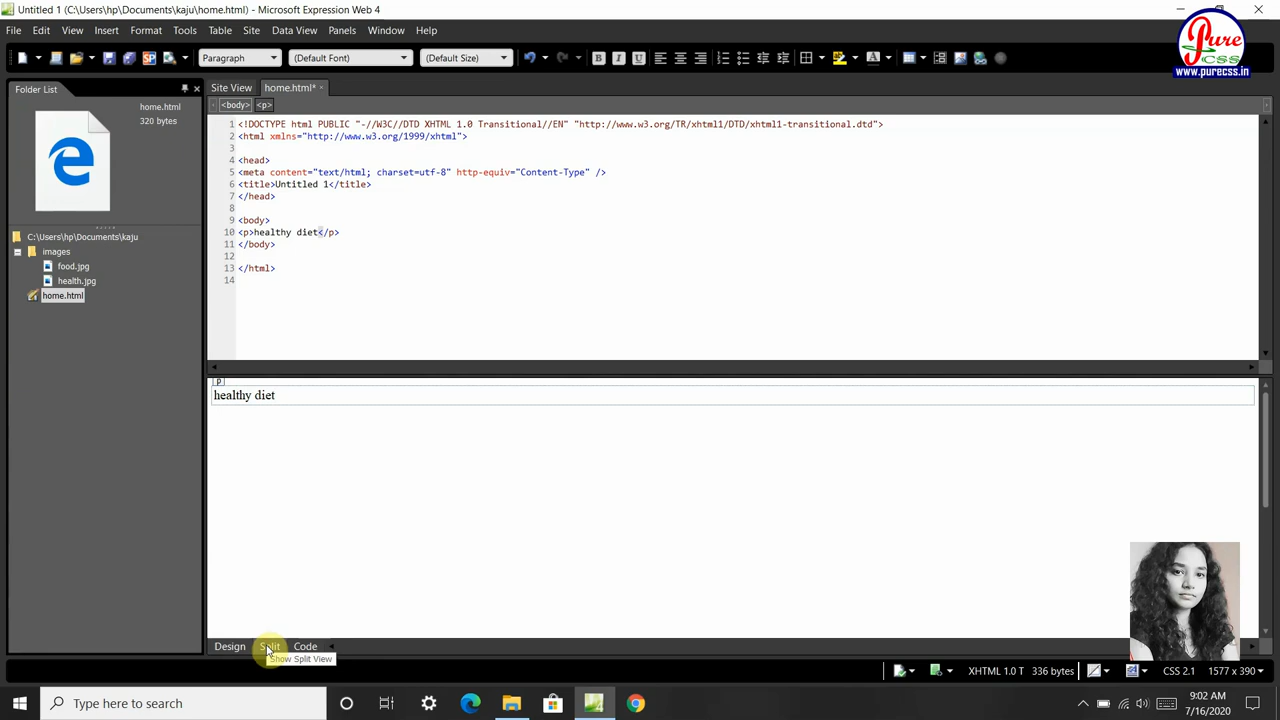 Untitled 1 (C:\Users\hp\Documents\kaju\home.html) - Microsoft Expression Web 4
File Edit View Insert Format Tools Table Site Data View Panels Window Help
Paragraph (Default Font) (Default Size) B I U
Pure
CSS
www.purecss.in
Folder List
home.html
320 bytes
C:\Users\hp\Documents\kaju
images
food.jpg
health.jpg
home.html
Site View home.html*
<body> <p>
1 <!DOCTYPE html PUBLIC "-//W3C//DTD XHTML 1.0 Transitional//EN" "http://www.w3.org/TR/xhtml1/DTD/xhtml1-transitional.dtd">
2 <html xmlns="http://www.w3.org/1999/xhtml">
3
4 <head>
5 <meta content="text/html; charset=utf-8" http-equiv="Content-Type" />
6 <title>Untitled 1</title>
7 </head>
8
9 <body>
10 <p>healthy diet</p>
11 </body>
12
13 </html>
14
p
healthy diet
Design Split Code
Show Split View
XHTML 1.0 T 336 bytes CSS 2.1 1577 x 390
Type here to search
9:02 AM
7/16/2020